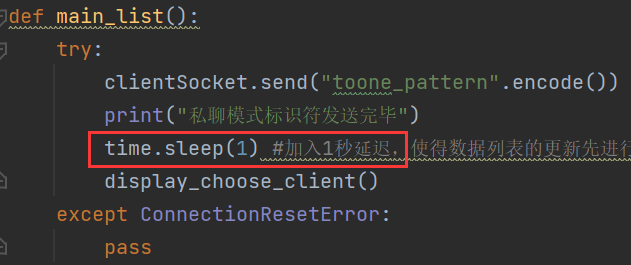 def main_list():
try:
clientSocket.send("toone_pattern".encode())
print("私聊模式标识符发送完毕")
time.sleep(1) #加入1秒延迟，使得数据列表的更新先进行
display_choose_client()
except ConnectionResetError:
pass